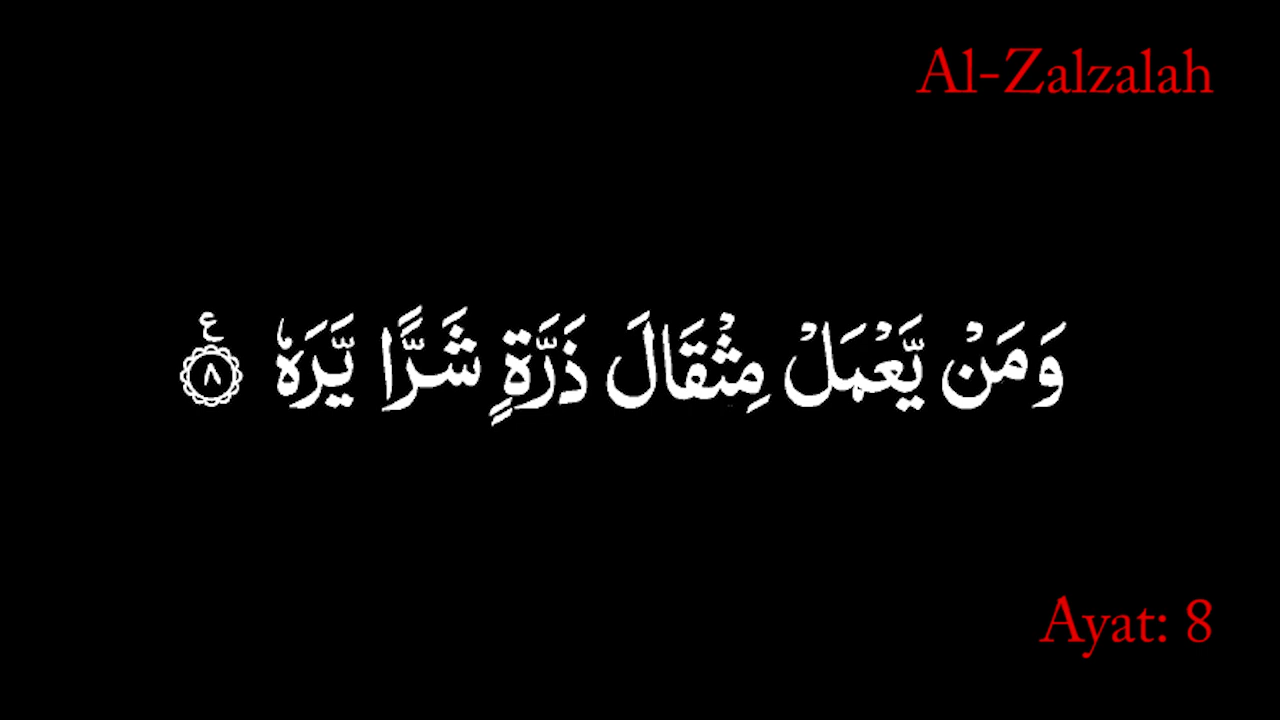 Al-Zalzalah
وَمَنْ يَّعْمَلْ مِثْقَالَ ذَرَّةٍ شَرًّا يَّرَهٗ ۝٨ ع
Ayat: 8